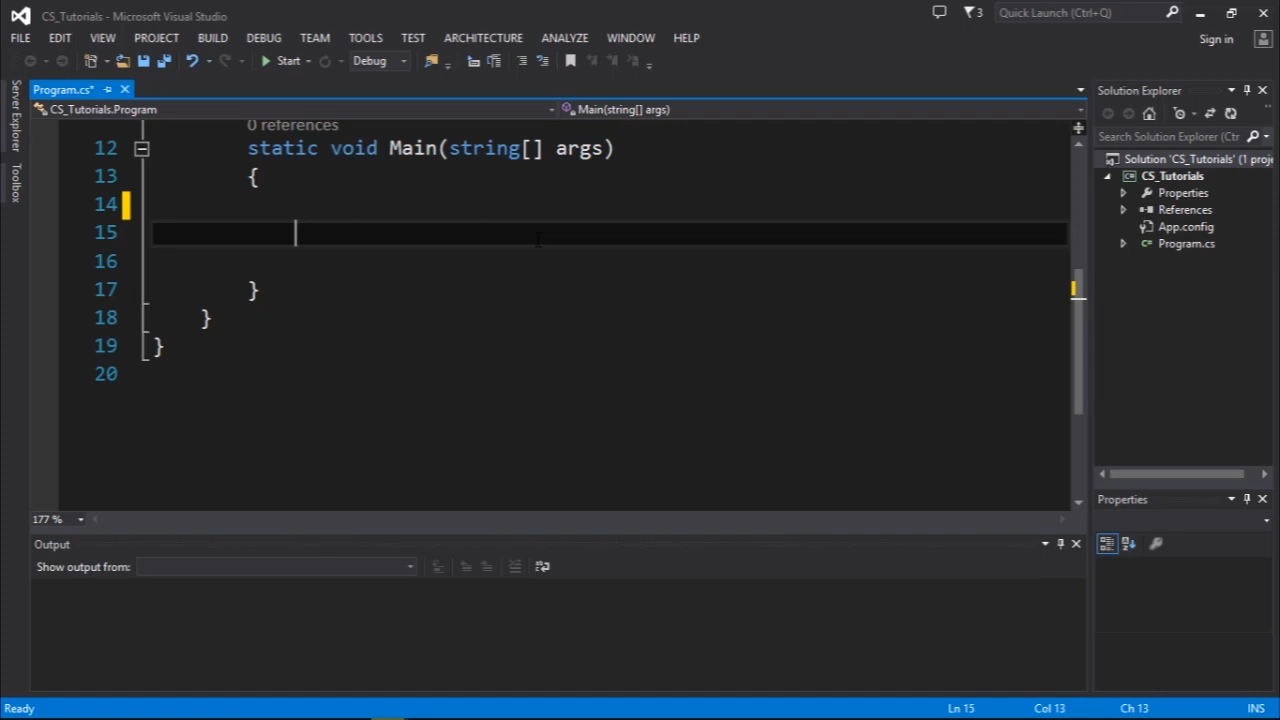 CS_Tutorials - Microsoft Visual Studio
3
Quick Launch (Ctrl+Q)
FILE EDIT VIEW PROJECT BUILD DEBUG TEAM TOOLS TEST ARCHITECTURE ANALYZE WINDOW HELP
Sign in
Start
Debug
Server Explorer
Toolbox
Program.cs*
CS_Tutorials.Program
Main(string[] args)
0 references
12 static void Main(string[] args)
13 {
14
15
16
17 }
18 }
19 }
20
177 %
Output
Show output from:
Solution Explorer
Search Solution Explorer (Ctrl
Solution 'CS_Tutorials' (1 proje
CS_Tutorials
Properties
References
App.config
Program.cs
Properties
Ready
Ln 15
Col 13
Ch 13
INS